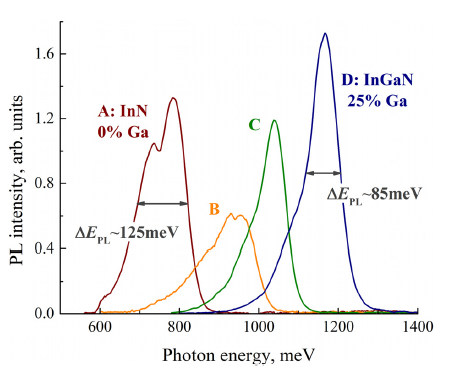 PL intensity, arb. units
1.6
1.2
0.8
0.4
0.0
A: InN
0% Ga
B
C
D: InGaN
25% Ga
ΔE_PL~125meV
ΔE_PL~85meV
600 800 1000 1200 1400
Photon energy, meV